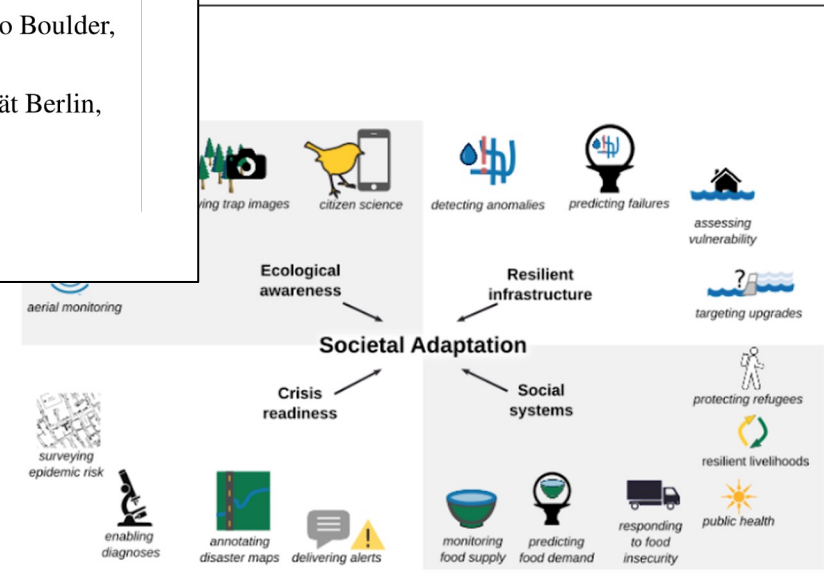 Boulder,
Berlin,
trap images
citizen science
aerial monitoring
Ecological
awareness
detecting anomalies
predicting failures
assessing
vulnerability
targeting upgrades
Resilient
infrastructure
?
Societal Adaptation
Crisis
readiness
Social
systems
surveying
epidemic risk
enabling
diagnoses
annotating
disaster maps
delivering alerts
!
protecting refugees
resilient livelihoods
public health
monitoring
food supply
predicting
food demand
responding
to food
insecurity